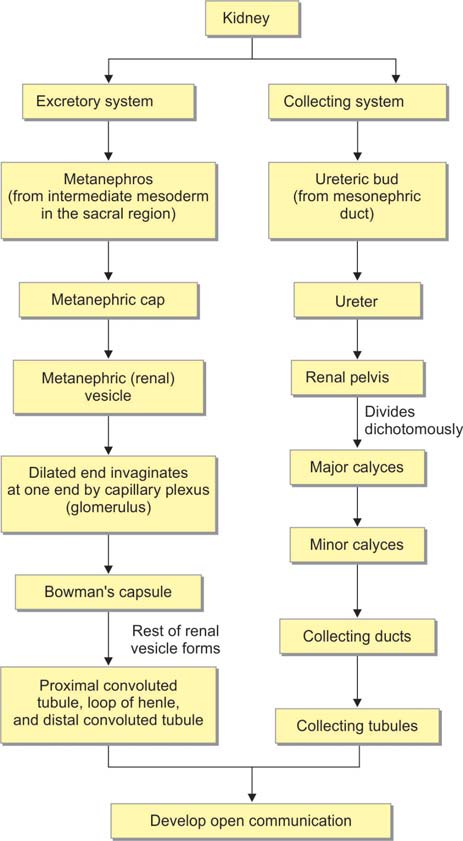 Kidney
Excretory system
Collecting system
Metanephros
(from intermediate mesoderm
in the sacral region)
Ureteric bud
(from mesonephric
duct)
Metanephric cap
Ureter
Metanephric (renal)
vesicle
Renal pelvis
Divides
dichotomously
Dilated end invaginates
at one end by capillary plexus
(glomerulus)
Major calyces
Minor calyces
Bowman's capsule
Rest of renal
vesicle forms
Collecting ducts
Proximal convoluted
tubule, loop of henle,
and distal convoluted tubule
Collecting tubules
Develop open communication